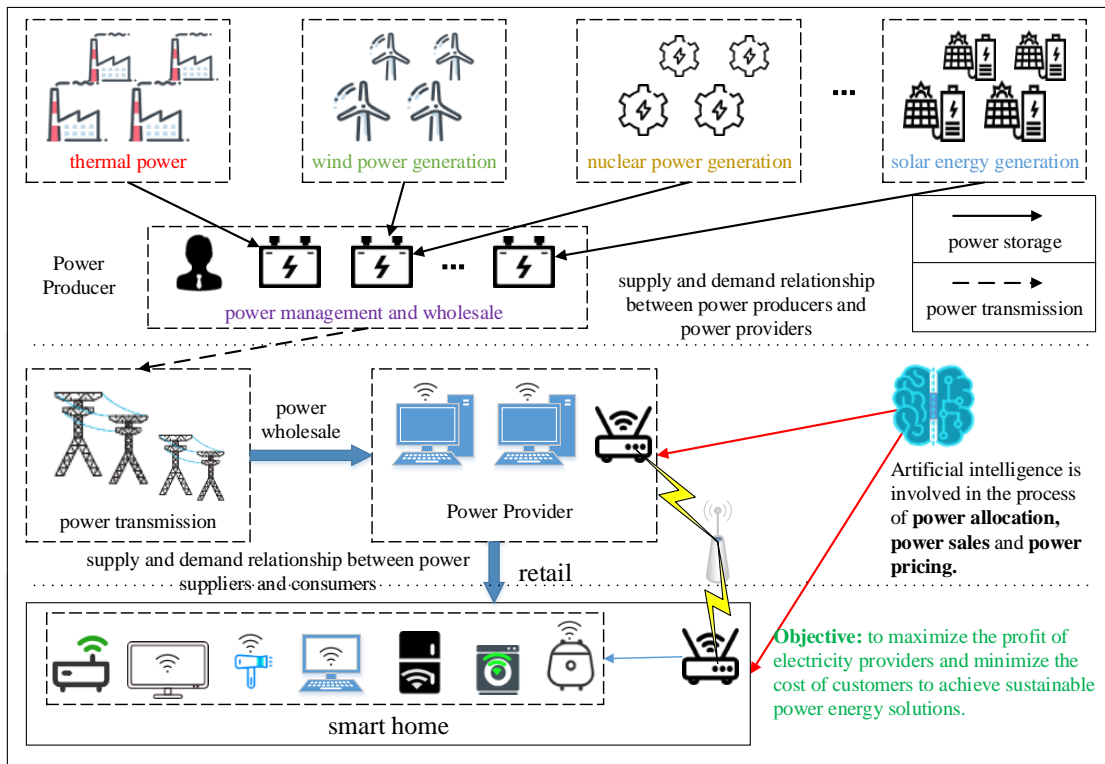 thermal power
wind power generation
nuclear power generation
...
solar energy generation
power storage
power transmission
Power
Producer
...
power management and wholesale
supply and demand relationship
between power producers and
power providers
power transmission
power
wholesale
Power Provider
Artificial intelligence is
involved in the process
of power allocation,
power sales and power
pricing.
supply and demand relationship between power
suppliers and consumers
retail
smart home
Objective: to maximize the profit of
electricity providers and minimize the
cost of customers to achieve sustainable
power energy solutions.